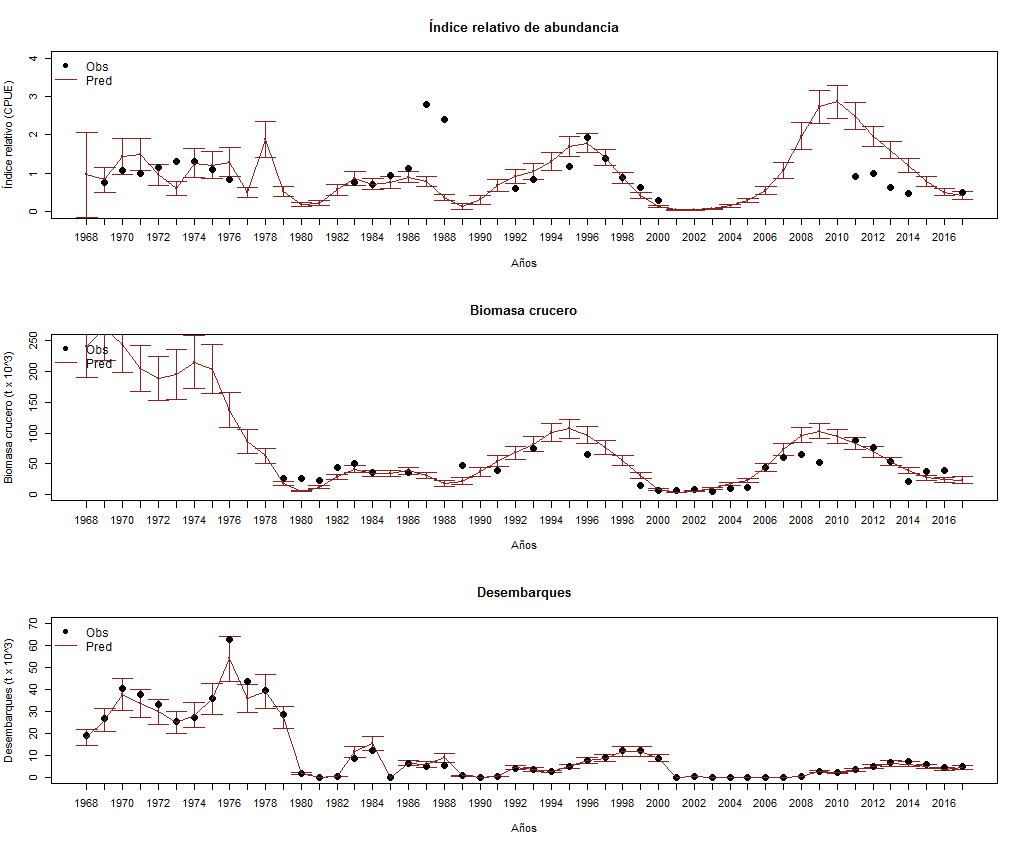 Índice relativo de abundancia
Índice relativo (CPUE)
4
3
2
1
0
Obs
Pred
1968 1970 1972 1974 1976 1978 1980 1982 1984 1986 1988 1990 1992 1994 1996 1998 2000 2002 2004 2006 2008 2010 2012 2014 2016
Años
Biomasa crucero
Biomasa crucero (t x 10^3)
250
200
150
100
50
0
Obs
Pred
1968 1970 1972 1974 1976 1978 1980 1982 1984 1986 1988 1990 1992 1994 1996 1998 2000 2002 2004 2006 2008 2010 2012 2014 2016
Años
Desembarques
Desembarques (t x 10^3)
70
60
50
40
30
20
10
0
Obs
Pred
1968 1970 1972 1974 1976 1978 1980 1982 1984 1986 1988 1990 1992 1994 1996 1998 2000 2002 2004 2006 2008 2010 2012 2014 2016
Años